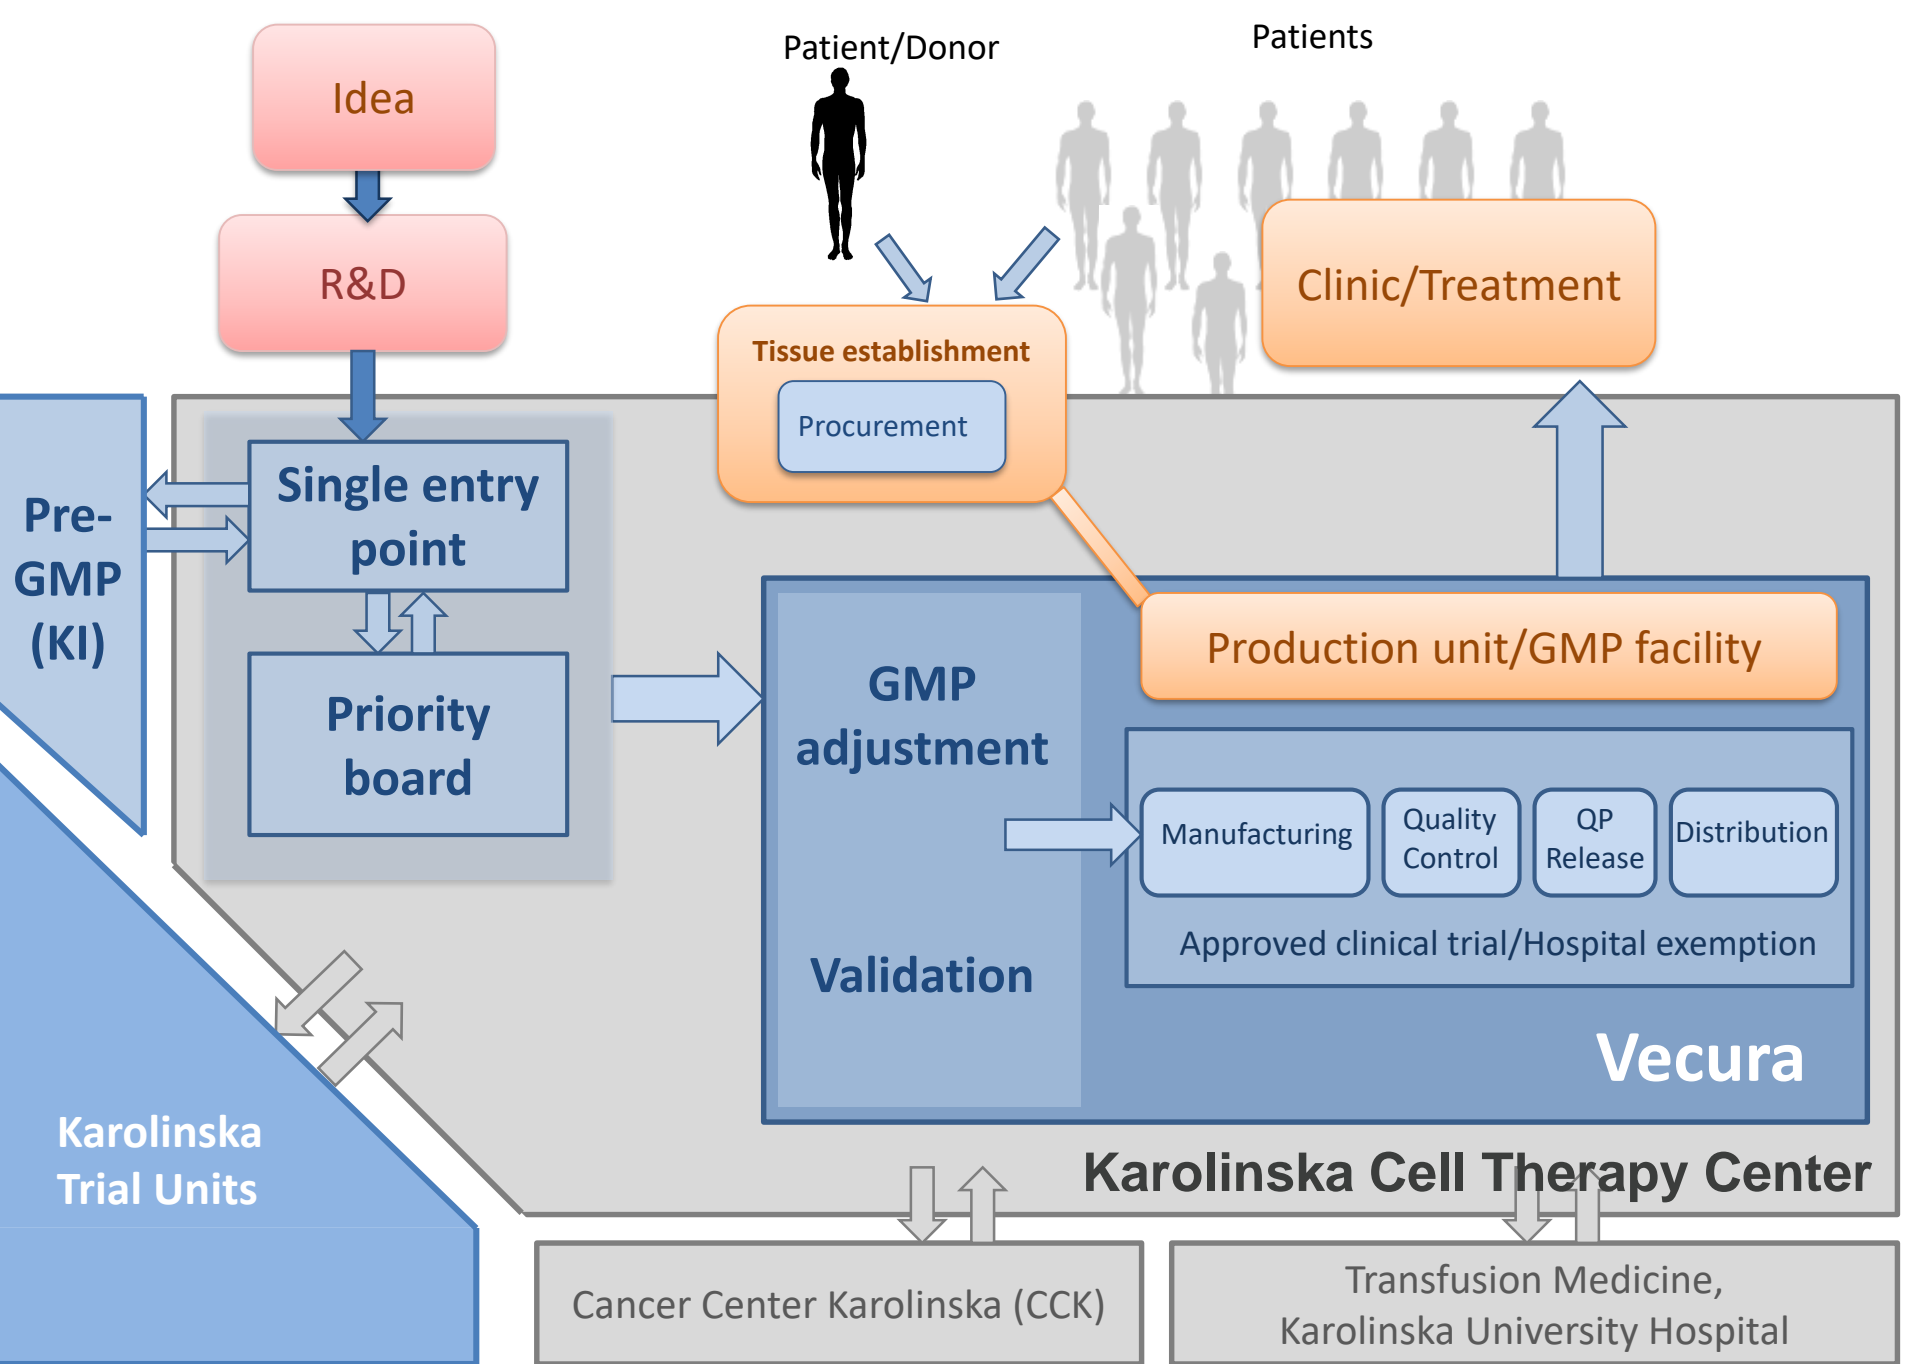 Idea
R&D
Patient/Donor
Patients
Clinic/Treatment
Tissue establishment
Procurement
Pre-
GMP
(KI)
Single entry
point
Priority
board
GMP
adjustment
Validation
Production unit/GMP facility
Manufacturing
Quality
Control
QP
Release
Distribution
Approved clinical trial/Hospital exemption
Vecura
Karolinska Cell Therapy Center
Karolinska
Trial Units
Cancer Center Karolinska (CCK)
Transfusion Medicine,
Karolinska University Hospital